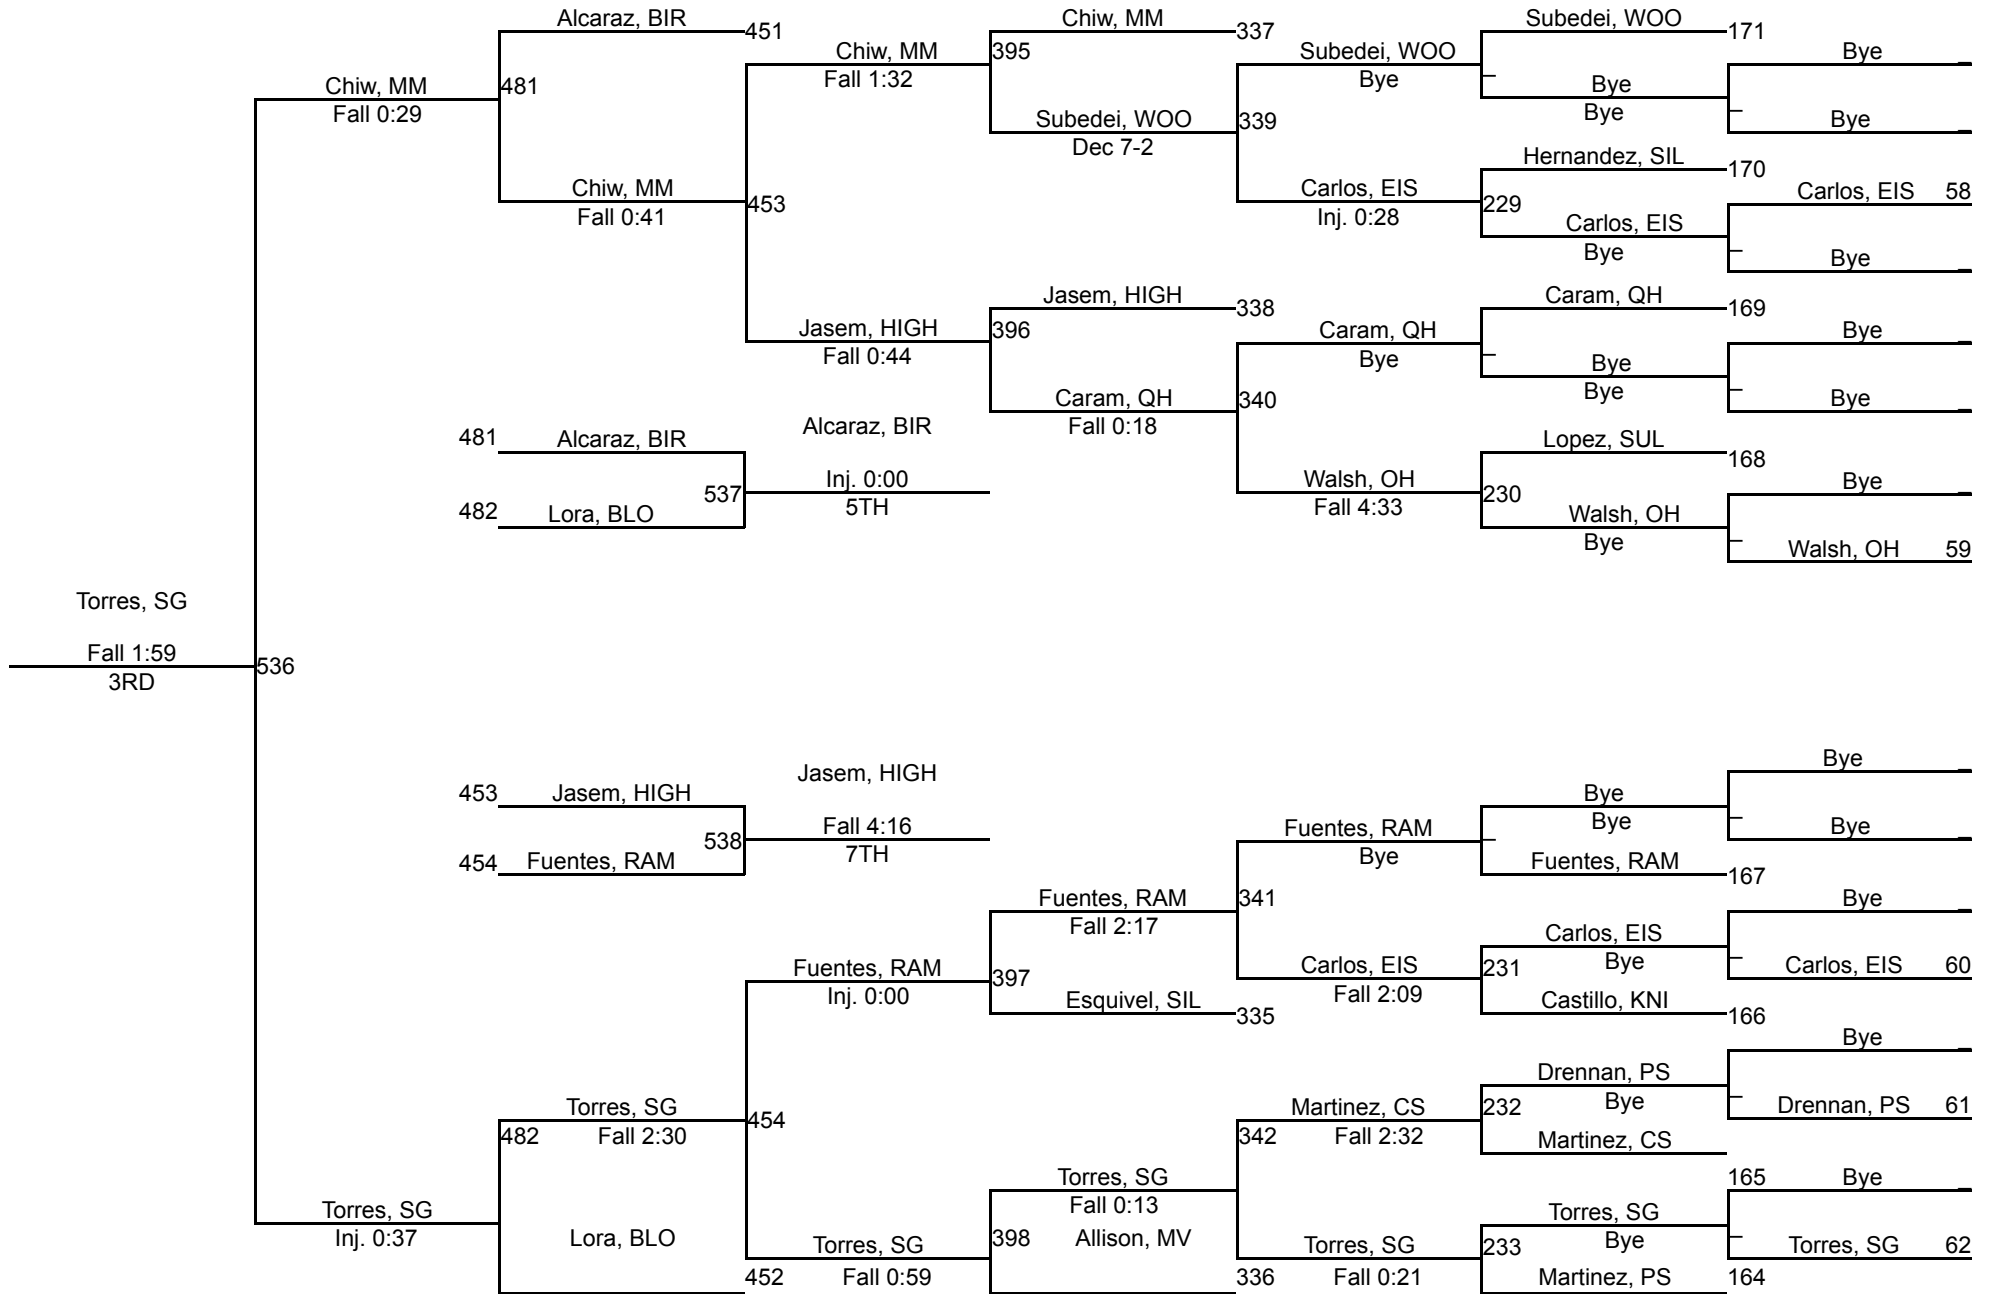 Alcaraz, BIR
451
Chiw, MM
337
Subedei, WOO
171
Chiw, MM
Fall 1:32
395
Subedei, WOO
Bye
Bye
_
Chiw, MM
Fall 0:29
481
_
Bye
Bye
Subedei, WOO
Dec 7-2
339
_
Bye
_
Hernandez, SIL
170
Chiw, MM
Fall 0:41
453
Carlos, EIS
Inj. 0:28
229
Carlos, EIS 58
Carlos, EIS
Bye
_
Bye
_
Jasem, HIGH
338
Caram, QH
169
Jasem, HIGH
Fall 0:44
396
Caram, QH
Bye
Bye
_
_
Bye
Bye
Caram, QH
Fall 0:18
340
_
Bye
_
481 Alcaraz, BIR
Alcaraz, BIR
Lopez, SUL
168
537
Inj. 0:00
5TH
Walsh, OH
Fall 4:33
230
Bye
_
482 Lora, BLO
Walsh, OH
Bye
_
Walsh, OH 59
Torres, SG
Fall 1:59
3RD
536
Bye
_
453 Jasem, HIGH
Jasem, HIGH
Bye
Bye
_
538
Fall 4:16
7TH
Fuentes, RAM
Bye
_
Bye
_
454 Fuentes, RAM
Fuentes, RAM
167
Fuentes, RAM
Fall 2:17
341
Bye
_
Carlos, EIS
Bye
_
Fuentes, RAM
Inj. 0:00
397
Carlos, EIS
Fall 2:09
231
Carlos, EIS 60
Esquivel, SIL
335
Castillo, KNI
166
Bye
_
Drennan, PS
Bye
_
Torres, SG
482 Fall 2:30
454
Martinez, CS
342 Fall 2:32
232
Drennan, PS 61
Martinez, CS
165
Torres, SG
Fall 0:13
Bye
_
Torres, SG
Inj. 0:37
Torres, SG
Bye
_
Lora, BLO
452
Torres, SG
Fall 0:59
398 Allison, MV
336
Torres, SG
Fall 0:21
233
Torres, SG 62
Martinez, PS
164